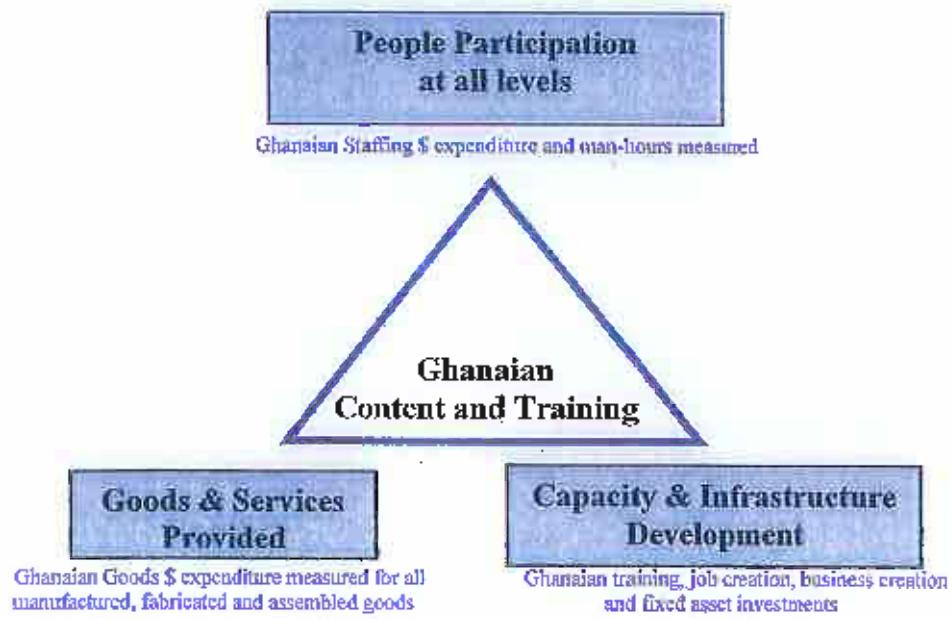 People Participation
at all levels
Ghanaian Staffing $ expenditure and man-hours measured
Ghanaian
Content and Training
Goods & Services
Provided
Ghanaian Goods $ expenditure measured for all
manufactured, fabricated and assembled goods
Capacity & Infrastructure
Development
Ghanaian training, job creation, business creation
and fixed asset investments